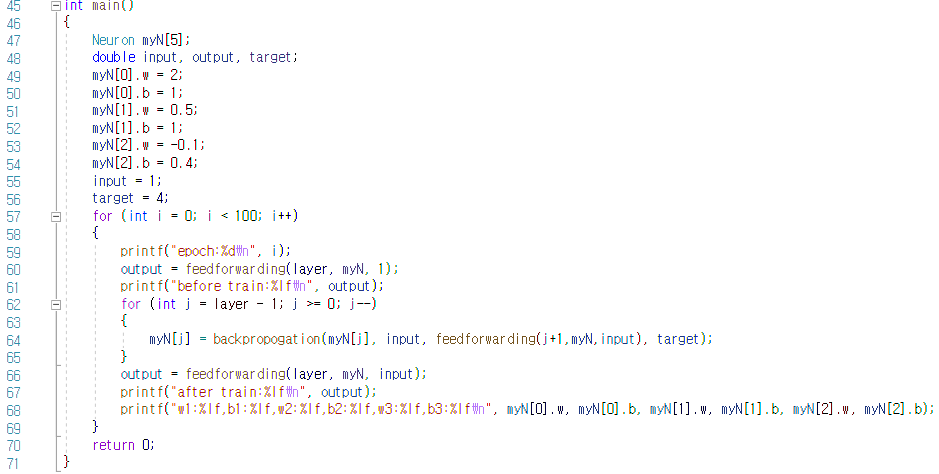 45 int main()
46 {
47 Neuron myN[5];
48 double input, output, target;
49 myN[0].w = 2;
50 myN[0].b = 1;
51 myN[1].w = 0.5;
52 myN[1].b = 1;
53 myN[2].w = -0.1;
54 myN[2].b = 0.4;
55 input = 1;
56 target = 4;
57 for (int i = 0; i < 100; i++)
58 {
59 printf("epoch:%d₩n", i);
60 output = feedforwarding(layer, myN, 1);
61 printf("before train:%lf₩n", output);
62 for (int j = layer - 1; j >= 0; j--)
63 {
64 myN[j] = backpropogation(myN[j], input, feedforwarding(j+1,myN,input), target);
65 }
66 output = feedforwarding(layer, myN, input);
67 printf("after train:%lf₩n", output);
68 printf("w1:%lf,b1:%lf,w2:%lf,b2:%lf,w3:%lf,b3:%lf₩n", myN[0].w, myN[0].b, myN[1].w, myN[1].b, myN[2].w, myN[2].b);
69 }
70 return 0;
71 }